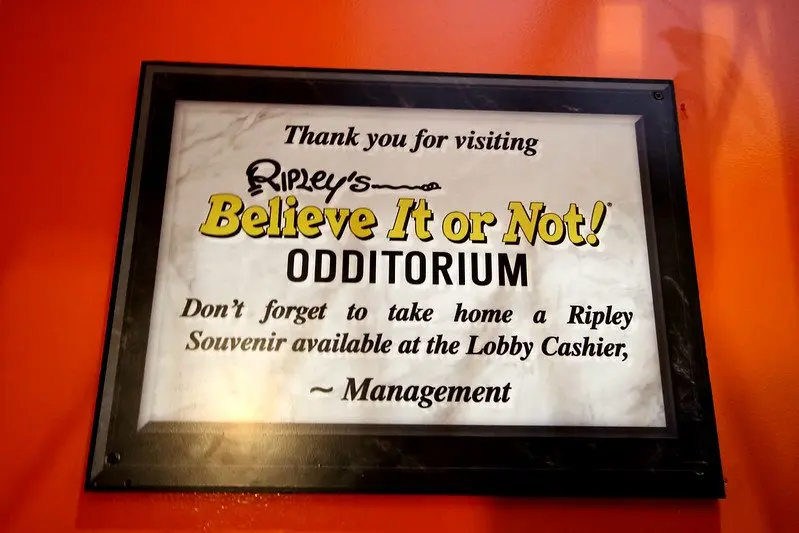 Thank you for visiting
Ripley's
Believe It or Not!®
ODDITORIUM
Don't forget to take home a Ripley
Souvenir available at the Lobby Cashier,
~ Management